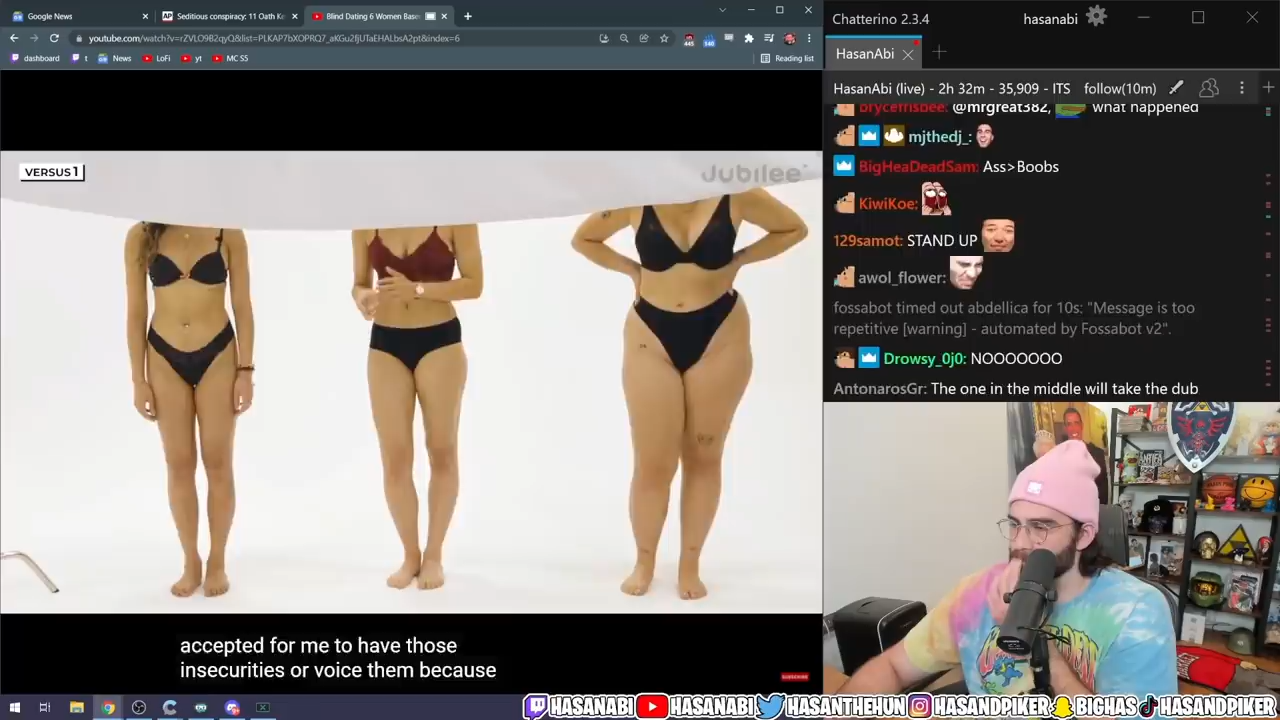 Google News
Seditious conspiracy: 11 Oath Ke
Blind Dating 6 Women Base
youtube.com/watch?v=rZVLO9B2qyQ&list=PLKAP7bXOPRQ7_aKGu2fjUTaEHALbsA2pt&index=6
445
140
dashboard
t
News
LoFi
yt
MC SS
Reading list
VERSUS 1
Jubilee
accepted for me to have those
insecurities or voice them because
SUBSCRIBE
Chatterino 2.3.4
hasanabi
HasanAbi
HasanAbi (live) - 2h 32m - 35,909 - ITS
follow(10m)
brycefrisbee: @mrgreat382, what happened
mjthedj_:
BigHeaDeadSam: Ass>Boobs
KiwiKoe:
129samot: STAND UP
awol_flower:
fossabot timed out abdellica for 10s: "Message is too
repetitive [warning] - automated by Fossabot v2".
Drowsy_0j0: NOOOOOOO
AntonarosGr: The one in the middle will take the dub
HASANABI HASANABI HASANTHEHUN HASANDPIKER BIGHAS HASANDPIKER